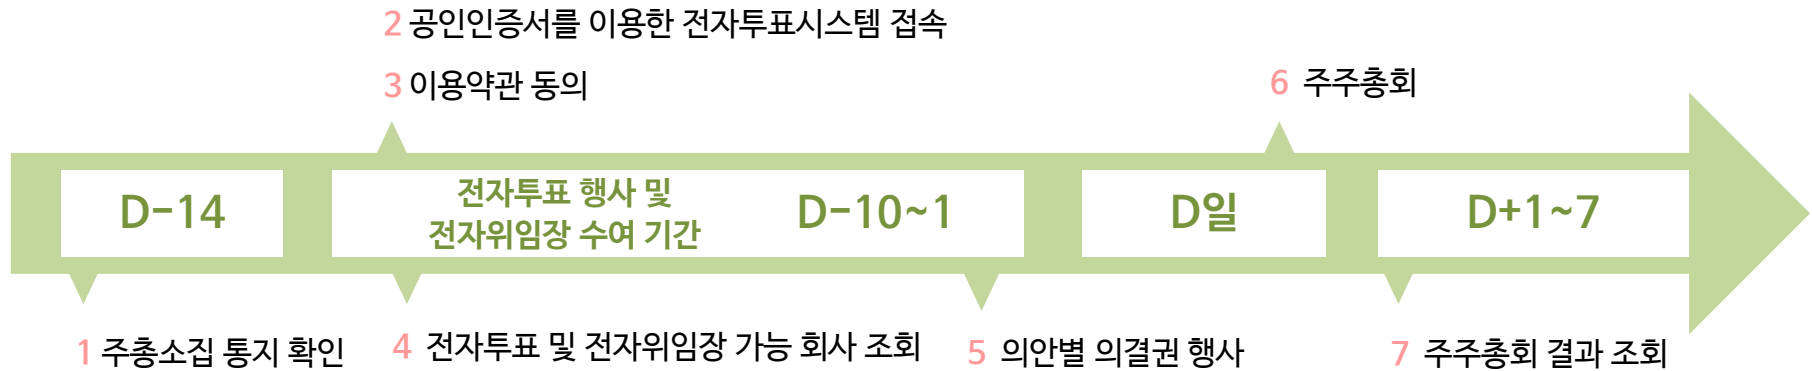 2 공인인증서를 이용한 전자투표시스템 접속
3 이용약관 동의
6 주주총회
D-14
전자투표 행사 및
전자위임장 수여 기간
D-10~1
D일
D+1~7
1 주총소집 통지 확인
4 전자투표 및 전자위임장 가능 회사 조회
5 의안별 의결권 행사
7 주주총회 결과 조회